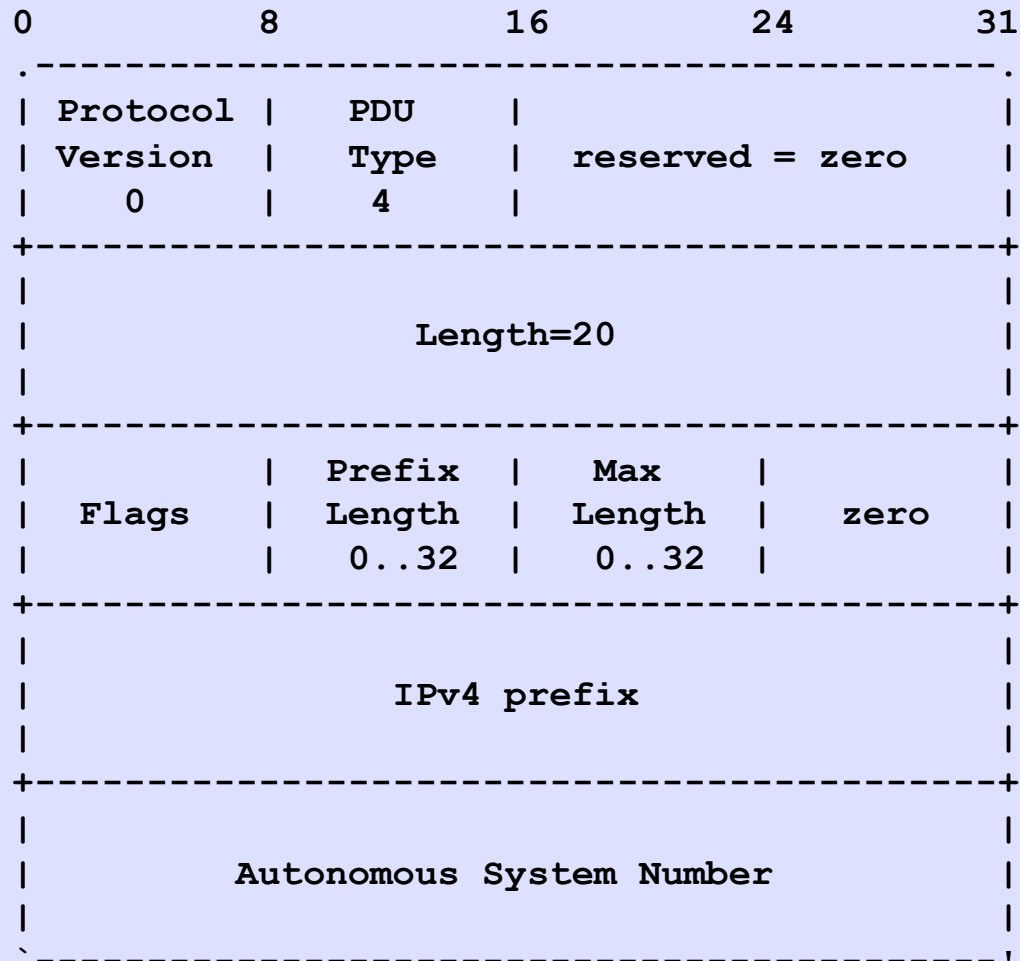 0 8 16 24 31
.-------------------------------------------.
| Protocol | PDU | |
| Version | Type | reserved = zero |
| 0 | 4 | |
+-------------------------------------------+
| |
| Length=20 |
| |
+-------------------------------------------+
| | Prefix | Max | |
| Flags | Length | Length | zero |
| | 0..32 | 0..32 | |
+-------------------------------------------+
| |
| IPv4 prefix |
| |
+-------------------------------------------+
| |
| Autonomous System Number |
| |
`-------------------------------------------'